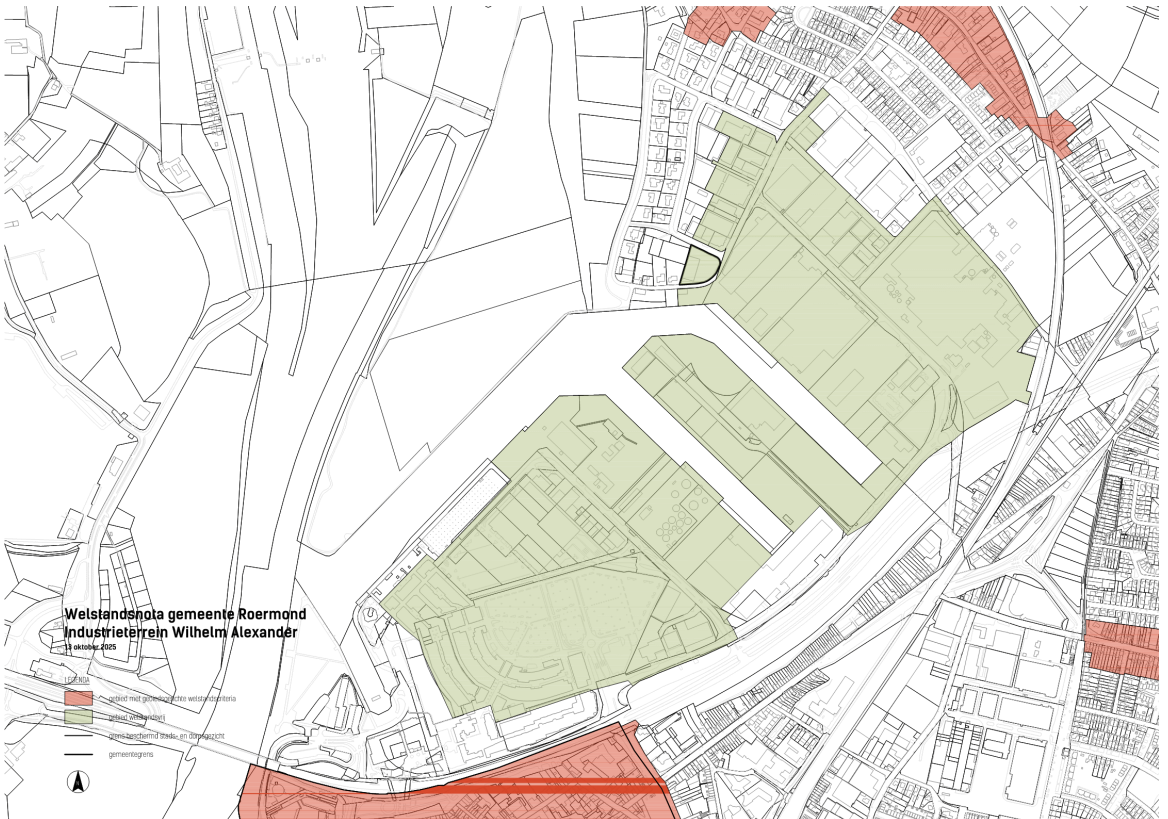 Welstandsnota gemeente Roermond
Industrieterrein Wilhelm Alexander
13 oktober 2025
LEGENDA
gebied met gebiedsgerichte welstandscriteria
gebied welstandsvrij
grens beschermd stads- en dorpsgezicht
gemeentegrens